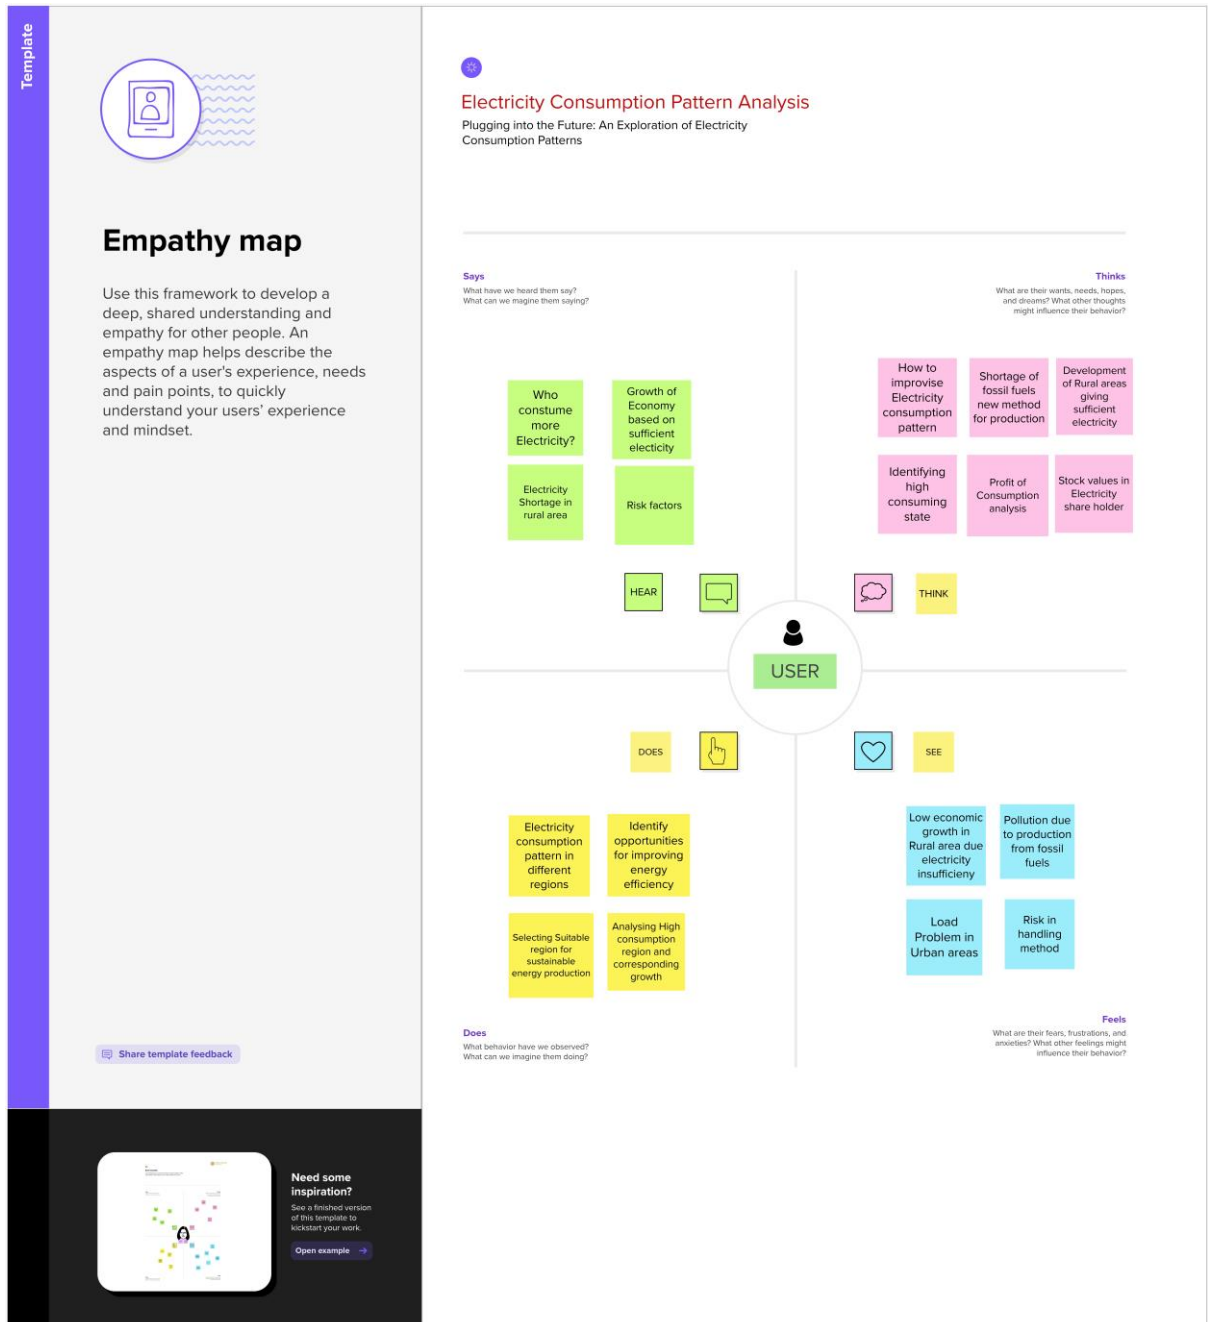 Template
Empathy map
Use this framework to develop a
deep, shared understanding and
empathy for other people. An
empathy map helps describe the
aspects of a user's experience, needs
and pain points, to quickly
understand your users' experience
and mindset.
Share template feedback
Need some
inspiration?
See a finished version
of this template to
kickstart your work.
Open example
Electricity Consumption Pattern Analysis
Plugging into the Future: An Exploration of Electricity
Consumption Patterns
Says
What have we heard them say?
What can we magine them saying?
Thinks
What are their wants, needs, hopes,
and dreams? What other thoughts
might influence their behavior?
Who
constume
more
Electricity?
Growth of
Economy
based on
sufficient
electicity
Electricity
Shortage in
rural area
Risk factors
How to
improvise
Electricity
consumption
pattern
Shortage of
fossil fuels
new method
for production
Development
of Rural areas
giving
sufficient
electricity
Identifying
high
consuming
state
Profit of
Consumption
analysis
Stock values in
Electricity
share holder
HEAR
THINK
USER
DOES
SEE
Electricity
consumption
pattern in
different
regions
Identify
opportunities
for improving
energy
efficiency
Selecting Suitable
region for
sustainable
energy production
Analysing High
consumption
region and
corresponding
growth
Low economic
growth in
Rural area due
electricity
insufficieny
Pollution due
to production
from fossil
fuels
Load
Problem in
Urban areas
Risk in
handling
method
Does
What behavior have we observed?
What can we imagine them doing?
Feels
What are their fears, frustrations, and
anxieties? What other feelings might
influence their behavior?